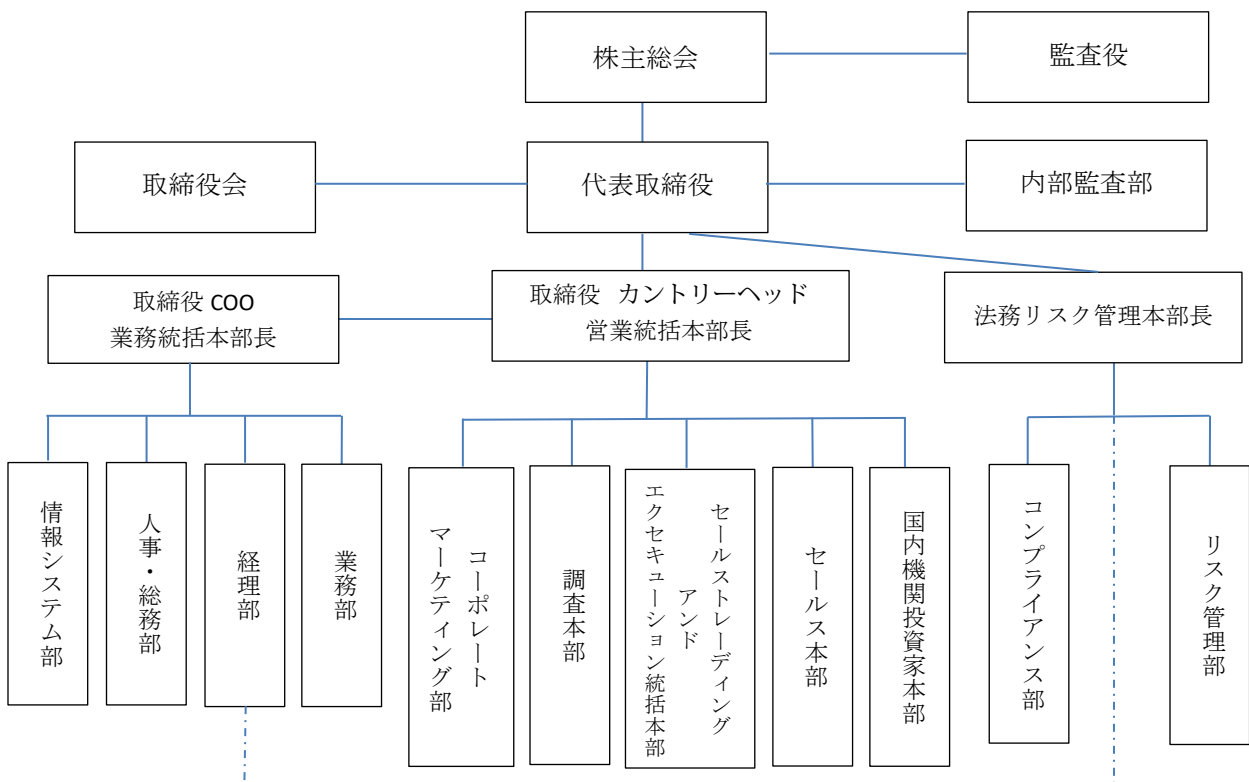 株主総会
監査役
取締役会
代表取締役
内部監査部
取締役 COO
業務統括本部長
取締役 カントリーヘッド
営業統括本部長
法務リスク管理本部長
情報システム部
人事・総務部
経理部
業務部
コーポレート
マーケティング部
調査本部
セールストレーディング
アンド
エクセキューション統括本部
セールス本部
国内機関投資家本部
コンプライアンス部
リスク管理部